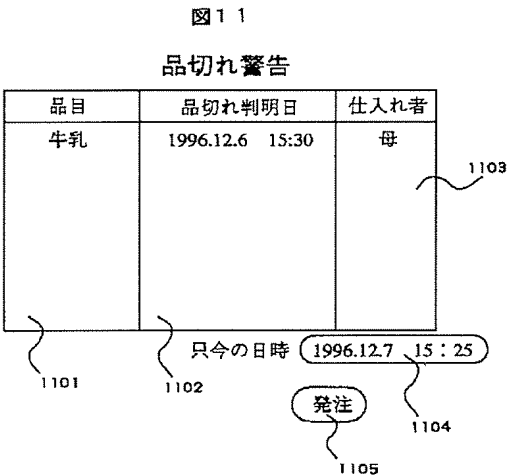 図11
品切れ警告
品目 品切れ判明日 仕入れ者
牛乳 1996.12.6 15:30 母
1103
只今の日時 1996.12.7 15:25
1101 1102 1104
発注
1105